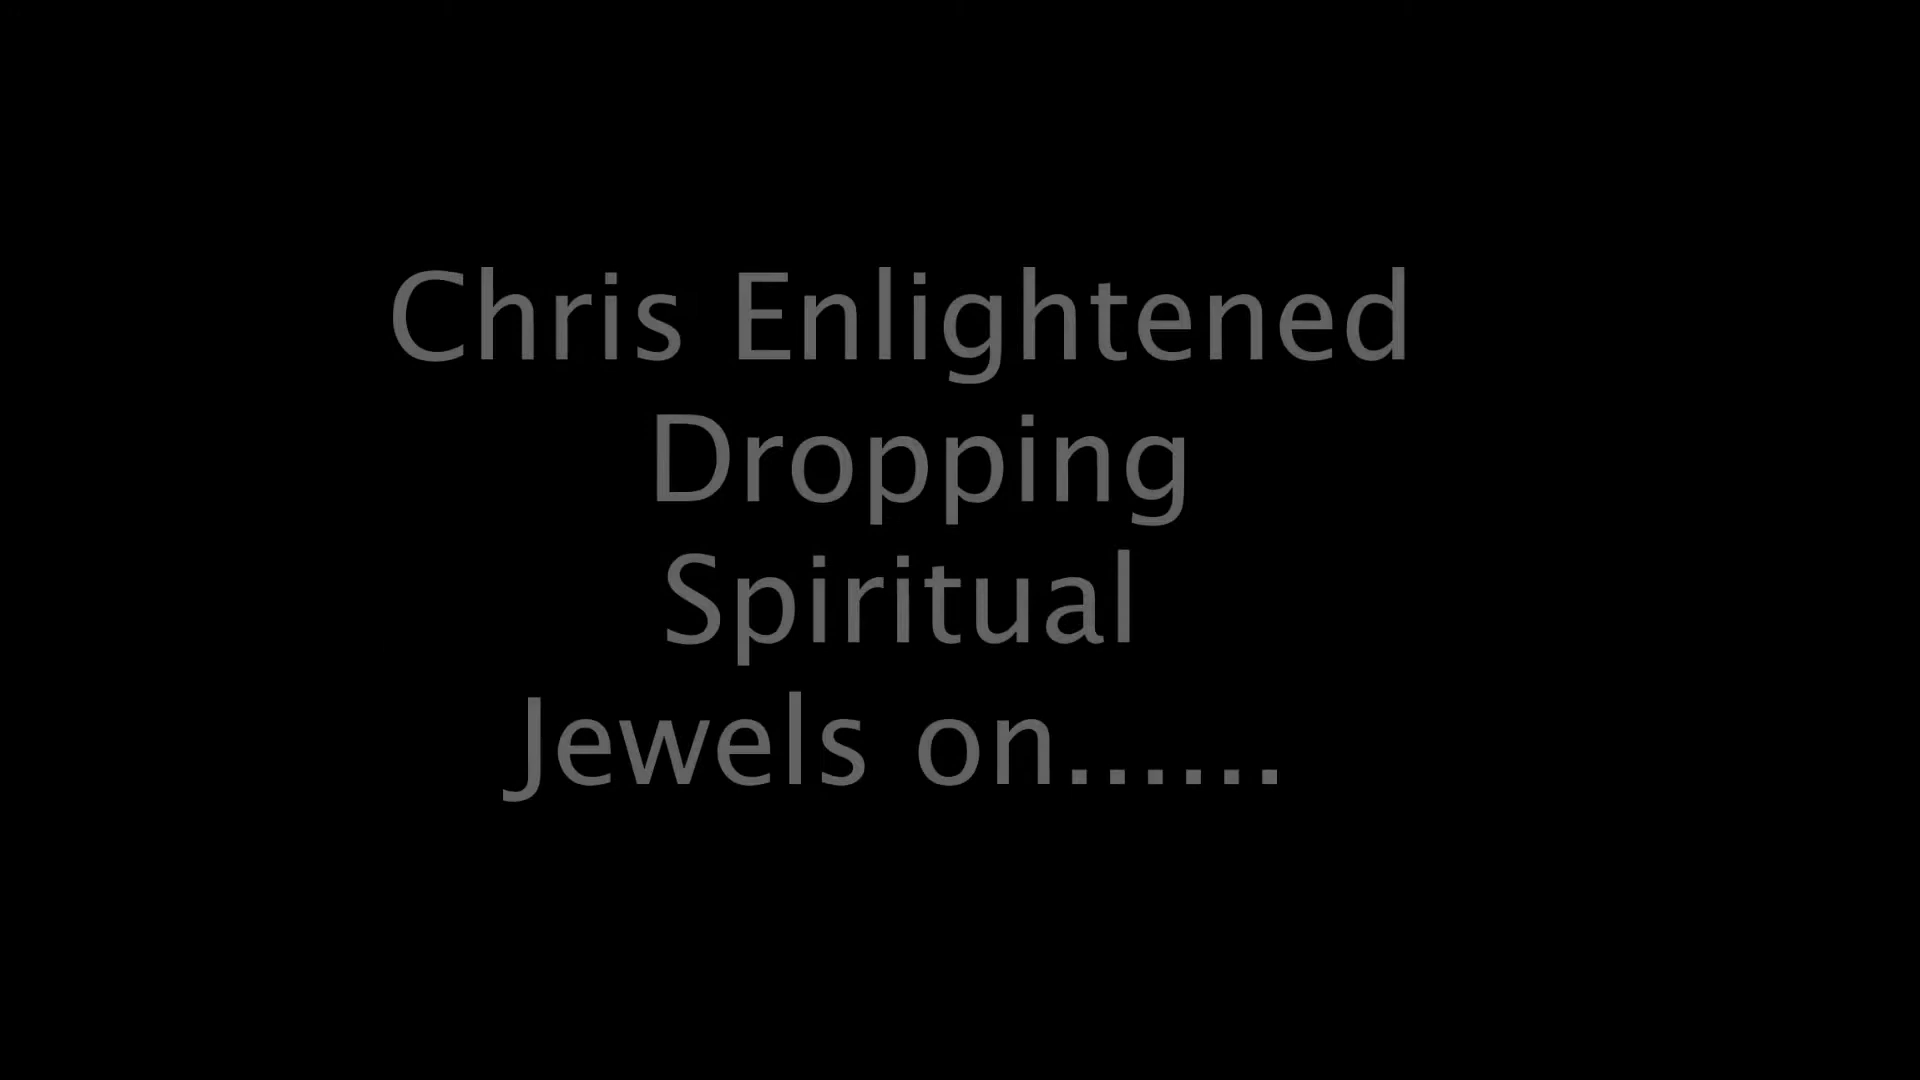 Chris Enlightened
Dropping
Spiritual
Jewels on......